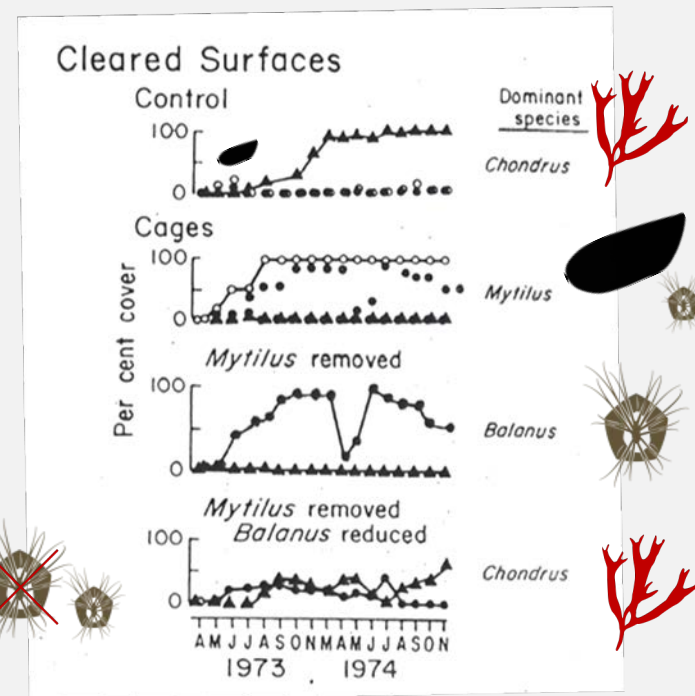 Cleared Surfaces
Control
Dominant
species
100
0
Chondrus
Cages
100
0
Mytilus
Per cent cover
Mytilus removed
100
0
Balanus
Mytilus removed
Balanus reduced
100
0
Chondrus
A M J J A S O N D J F M A M J J A S O N
1973 1974